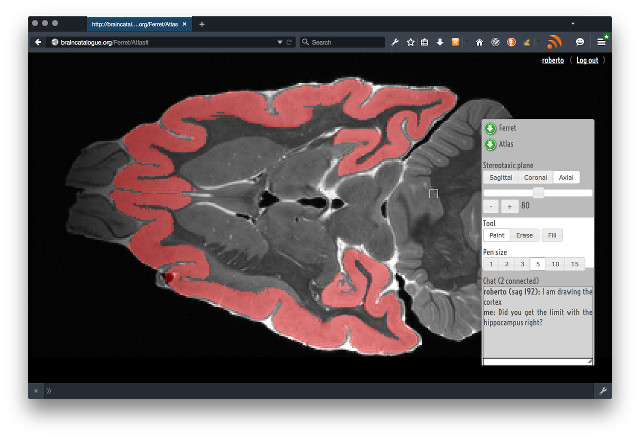 http://braincatal....org/Ferret/Atlas
braincatalogue.org/Ferret/Atlas#
Search
roberto ( Log out )
Ferret
Atlas
Stereotaxic plane
Sagittal Coronal Axial
- + 80
Tool
Paint Erase Fill
Pen size
1 2 3 5 10 15
Chat (2 connected)
roberto (sag 192): I am drawing the
cortex
me: Did you get the limit with the
hippocampus right?